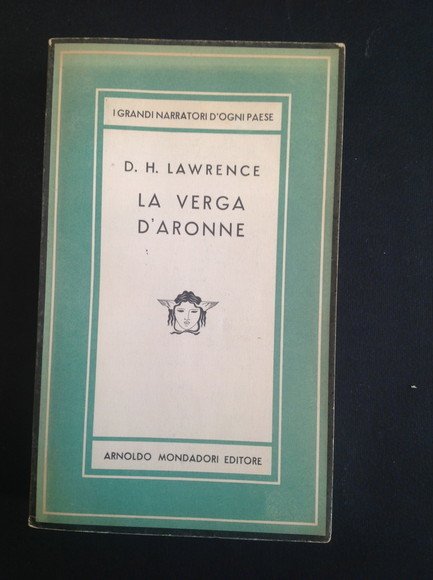 I GRANDI NARRATORI D'OGNI PAESE
D. H. LAWRENCE
LA VERGA
D'ARONNE
ARNOLDO MONDADORI EDITORE